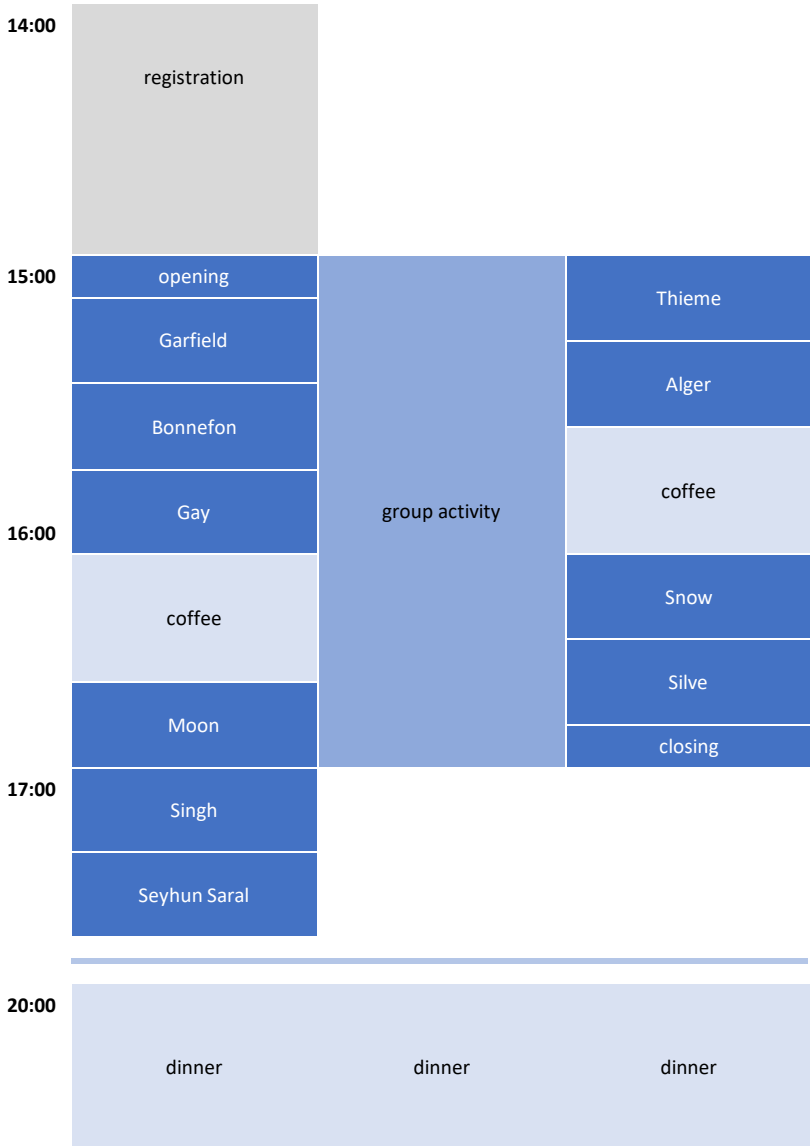 14:00
registration
15:00
opening
Garfield
Bonnefon
Gay
16:00
coffee
Moon
17:00
Singh
Seyhun Saral
group activity
Thieme
Alger
coffee
Snow
Silve
closing
20:00
dinner
dinner
dinner